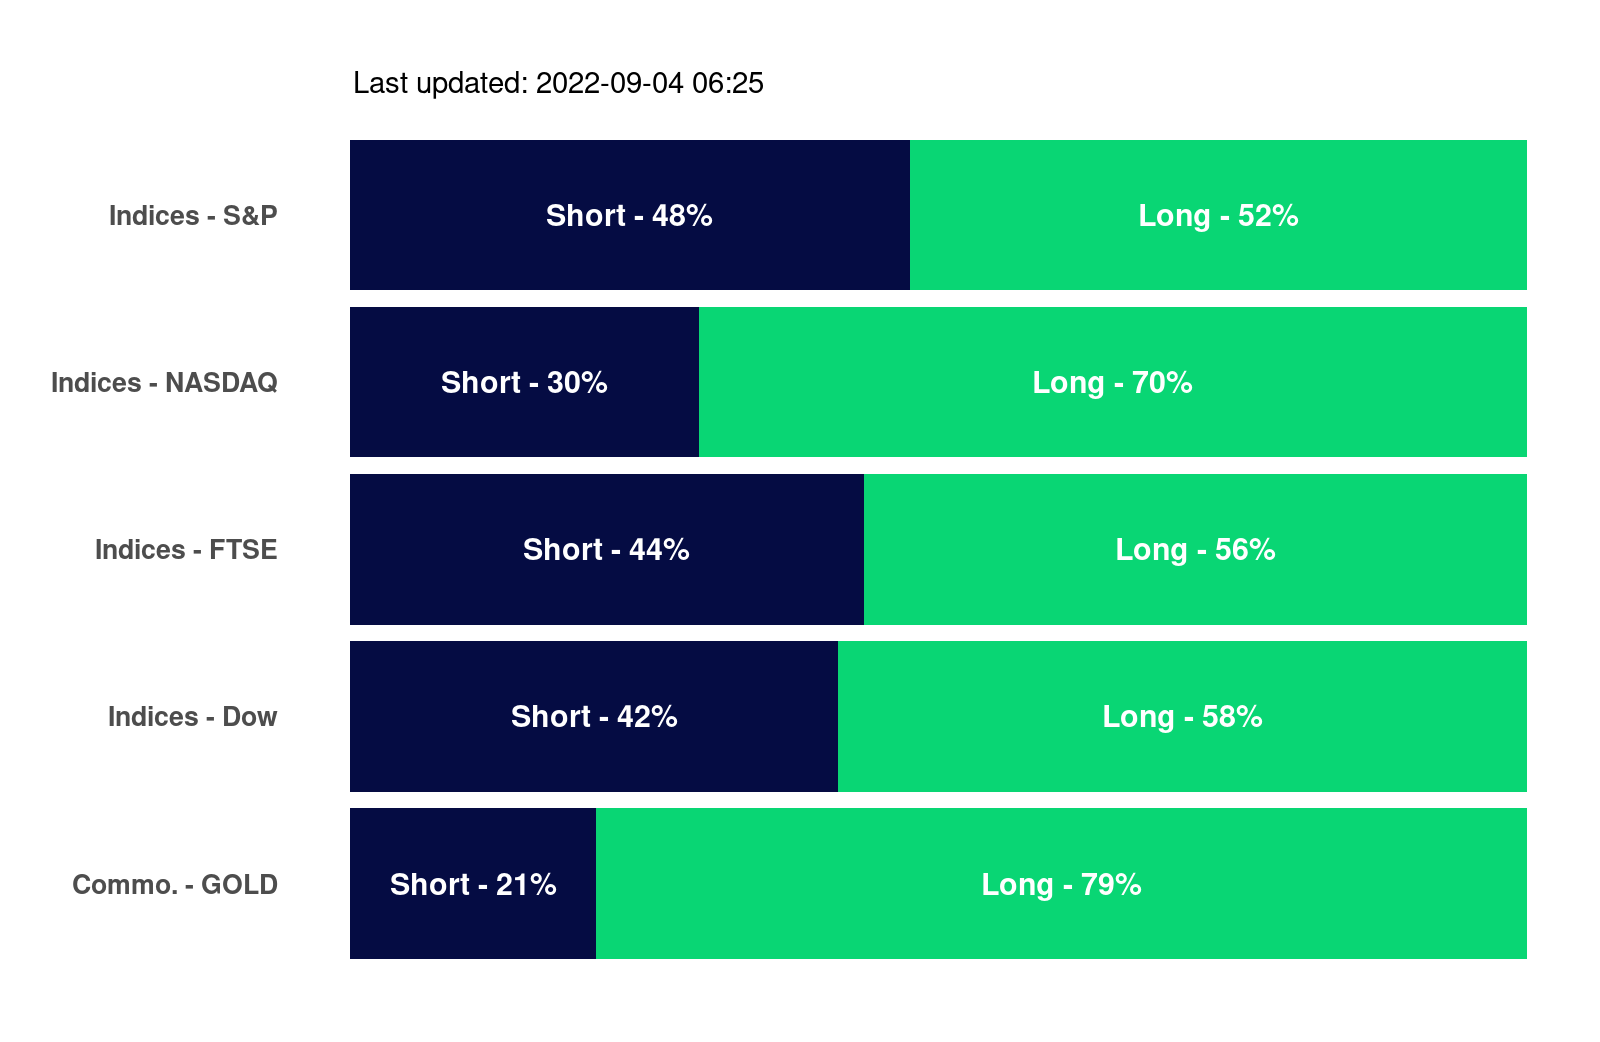 Last updated: 2022-09-04 06:25
Indices - S&P Short - 48% Long - 52%
Indices - NASDAQ Short - 30% Long - 70%
Indices - FTSE Short - 44% Long - 56%
Indices - Dow Short - 42% Long - 58%
Commo. - GOLD Short - 21% Long - 79%